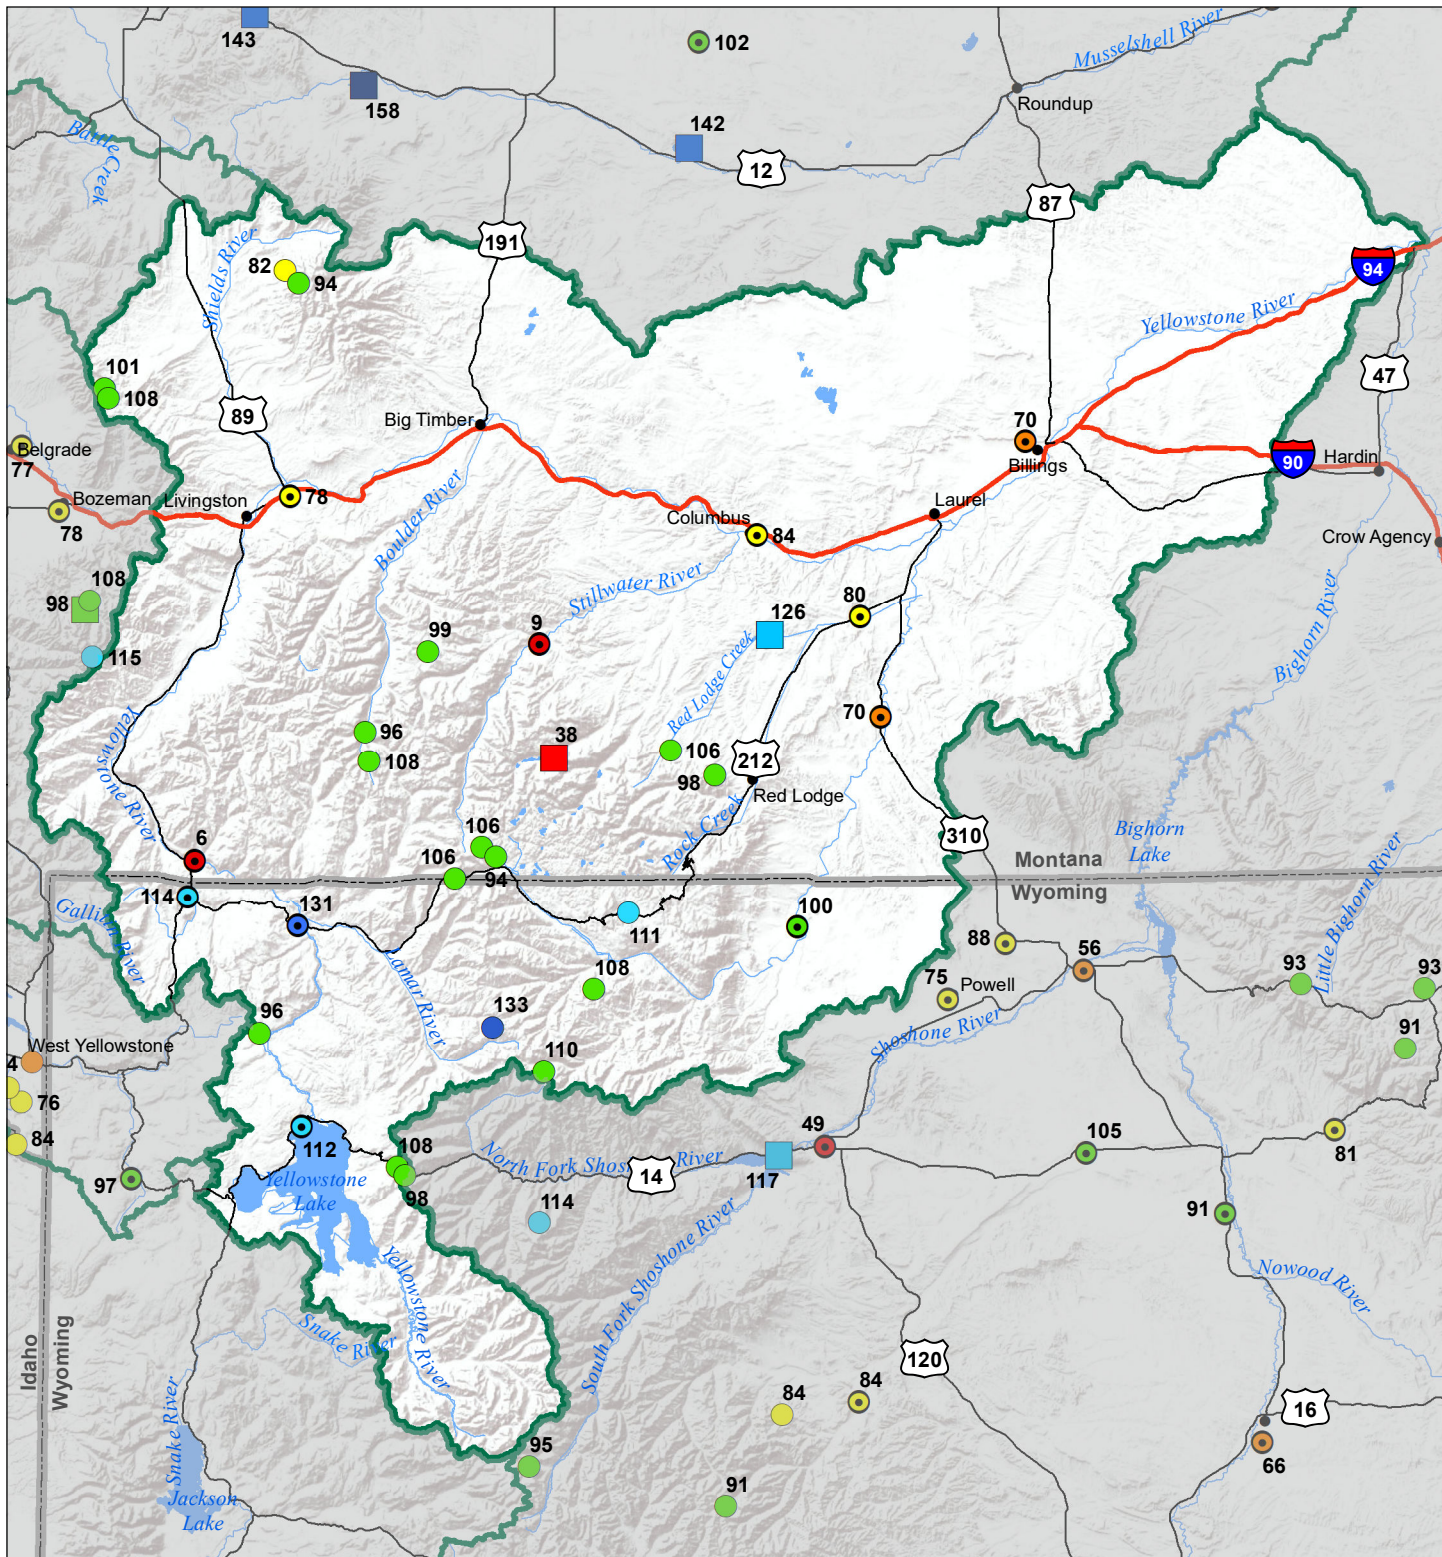 143
102
Musselshell River
158
Roundup
142
12
Battle
Creek
87
191
Shields River
82
94
94
Yellowstone River
101
108
47
89
Big Timber
70
Billings
Belgrade
77
90
Hardin
Bozeman
Livingston
78
78
Boulder River
Laurel
Columbus
84
Crow Agency
108
98
Stillwater River
80
126
9
99
115
Red Lodge Creek
Bighorn River
Yellowstone River
96
108
38
70
106
98
212
Red Lodge
6
106
Rock Creek
310
Bighorn
Lake
Montana
Wyoming
106
94
114
Gallatin River
131
111
100
Little Bighorn River
88
56
93
93
Lamar River
108
75
Powell
133
Shoshone River
96
91
West Yellowstone
4
110
76
84
112
108
98
North Fork Shoshone River
14
49
117
105
81
97
Yellowstone
Lake
114
91
Yellowstone River
South Fork Shoshone River
Nowood River
Snake River
Idaho
Wyoming
120
84
84
16
Snake River
95
66
91
Jackson
Lake